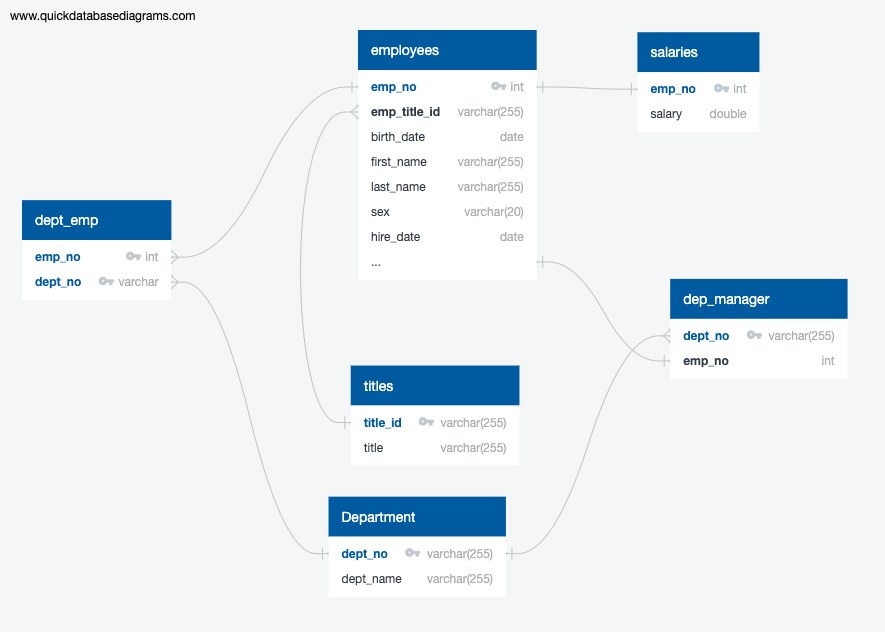 www.quickdatabasediagrams.com
employees
emp_no int
emp_title_id varchar(255)
birth_date date
first_name varchar(255)
last_name varchar(255)
sex varchar(20)
hire_date date
...
salaries
emp_no int
salary double
dept_emp
emp_no int
dept_no varchar
dep_manager
dept_no varchar(255)
emp_no int
titles
title_id varchar(255)
title varchar(255)
Department
dept_no varchar(255)
dept_name varchar(255)